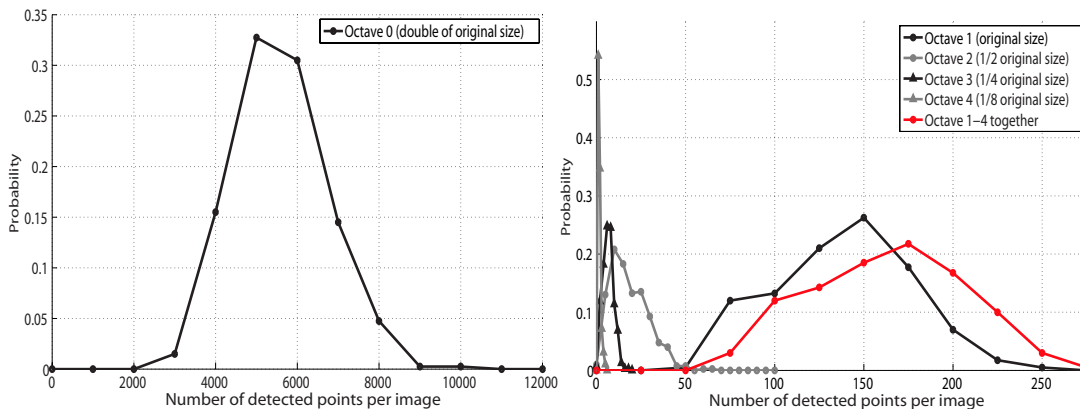 0.35
0.3
0.25
0.2
0.15
0.1
0.05
0
0 2000 4000 6000 8000 10000 12000
Probability
Number of detected points per image
Octave 0 (double of original size)
0.5
0.4
0.3
0.2
0.1
0
0 50 100 150 200 250
Probability
Number of detected points per image
Octave 1 (original size)
Octave 2 (1/2 original size)
Octave 3 (1/4 original size)
Octave 4 (1/8 original size)
Octave 1–4 together